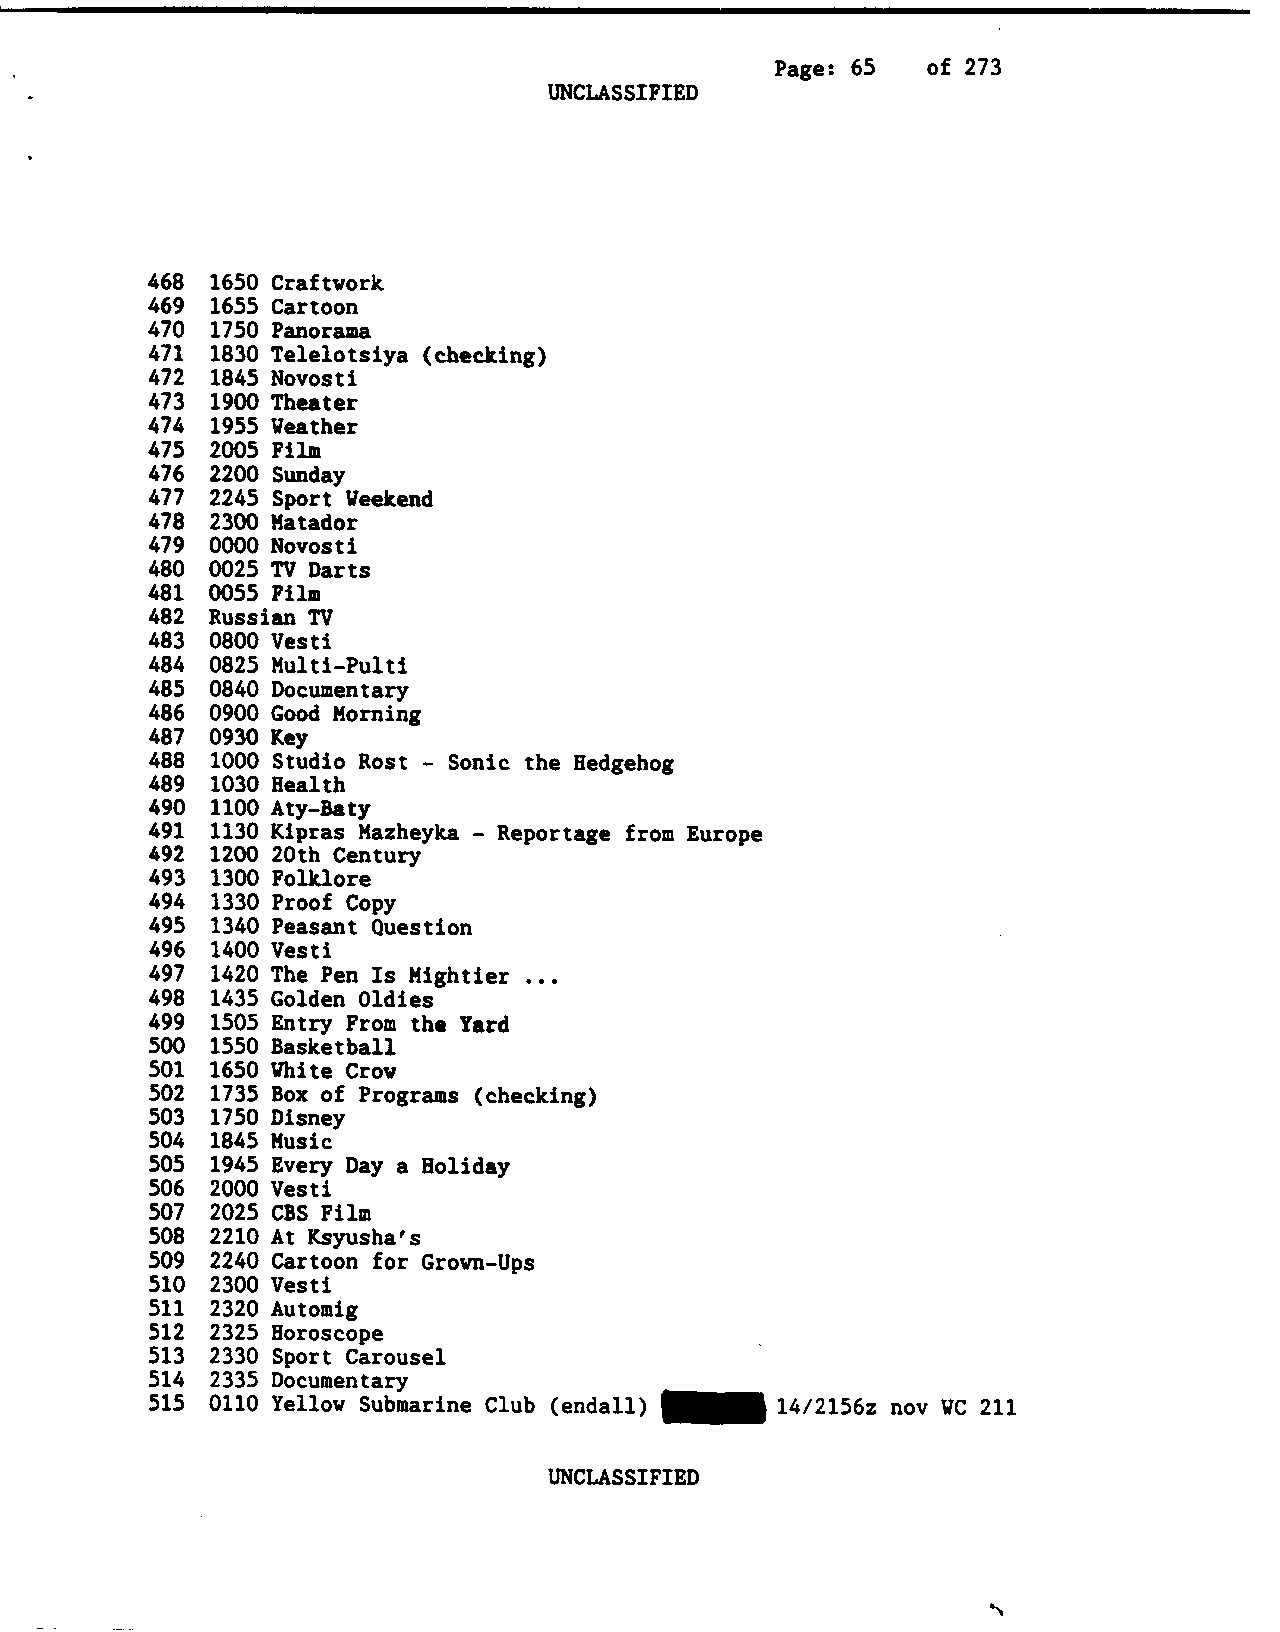 Page: 65 of 273
UNCLASSIFIED
468 1650 Craftwork
469 1655 Cartoon
470 1750 Panorama
471 1830 Telelotsiya (checking)
472 1845 Novosti
473 1900 Theater
474 1955 Weather
475 2005 Film
476 2200 Sunday
477 2245 Sport Weekend
478 2300 Matador
479 0000 Novosti
480 0025 TV Darts
481 0055 Film
482 Russian TV
483 0800 Vesti
484 0825 Multi-Pulti
485 0840 Documentary
486 0900 Good Morning
487 0930 Key
488 1000 Studio Rost - Sonic the Hedgehog
489 1030 Health
490 1100 Aty-Baty
491 1130 Kipras Mazheyka - Reportage from Europe
492 1200 20th Century
493 1300 Folklore
494 1330 Proof Copy
495 1340 Peasant Question
496 1400 Vesti
497 1420 The Pen Is Mightier ...
498 1435 Golden Oldies
499 1505 Entry From the Yard
500 1550 Basketball
501 1650 White Crow
502 1735 Box of Programs (checking)
503 1750 Disney
504 1845 Music
505 1945 Every Day a Holiday
506 2000 Vesti
507 2025 CBS Film
508 2210 At Ksyusha's
509 2240 Cartoon for Grown-Ups
510 2300 Vesti
511 2320 Automig
512 2325 Horoscope
513 2330 Sport Carousel
514 2335 Documentary
515 0110 Yellow Submarine Club (endall) 14/2156z nov WC 211
UNCLASSIFIED